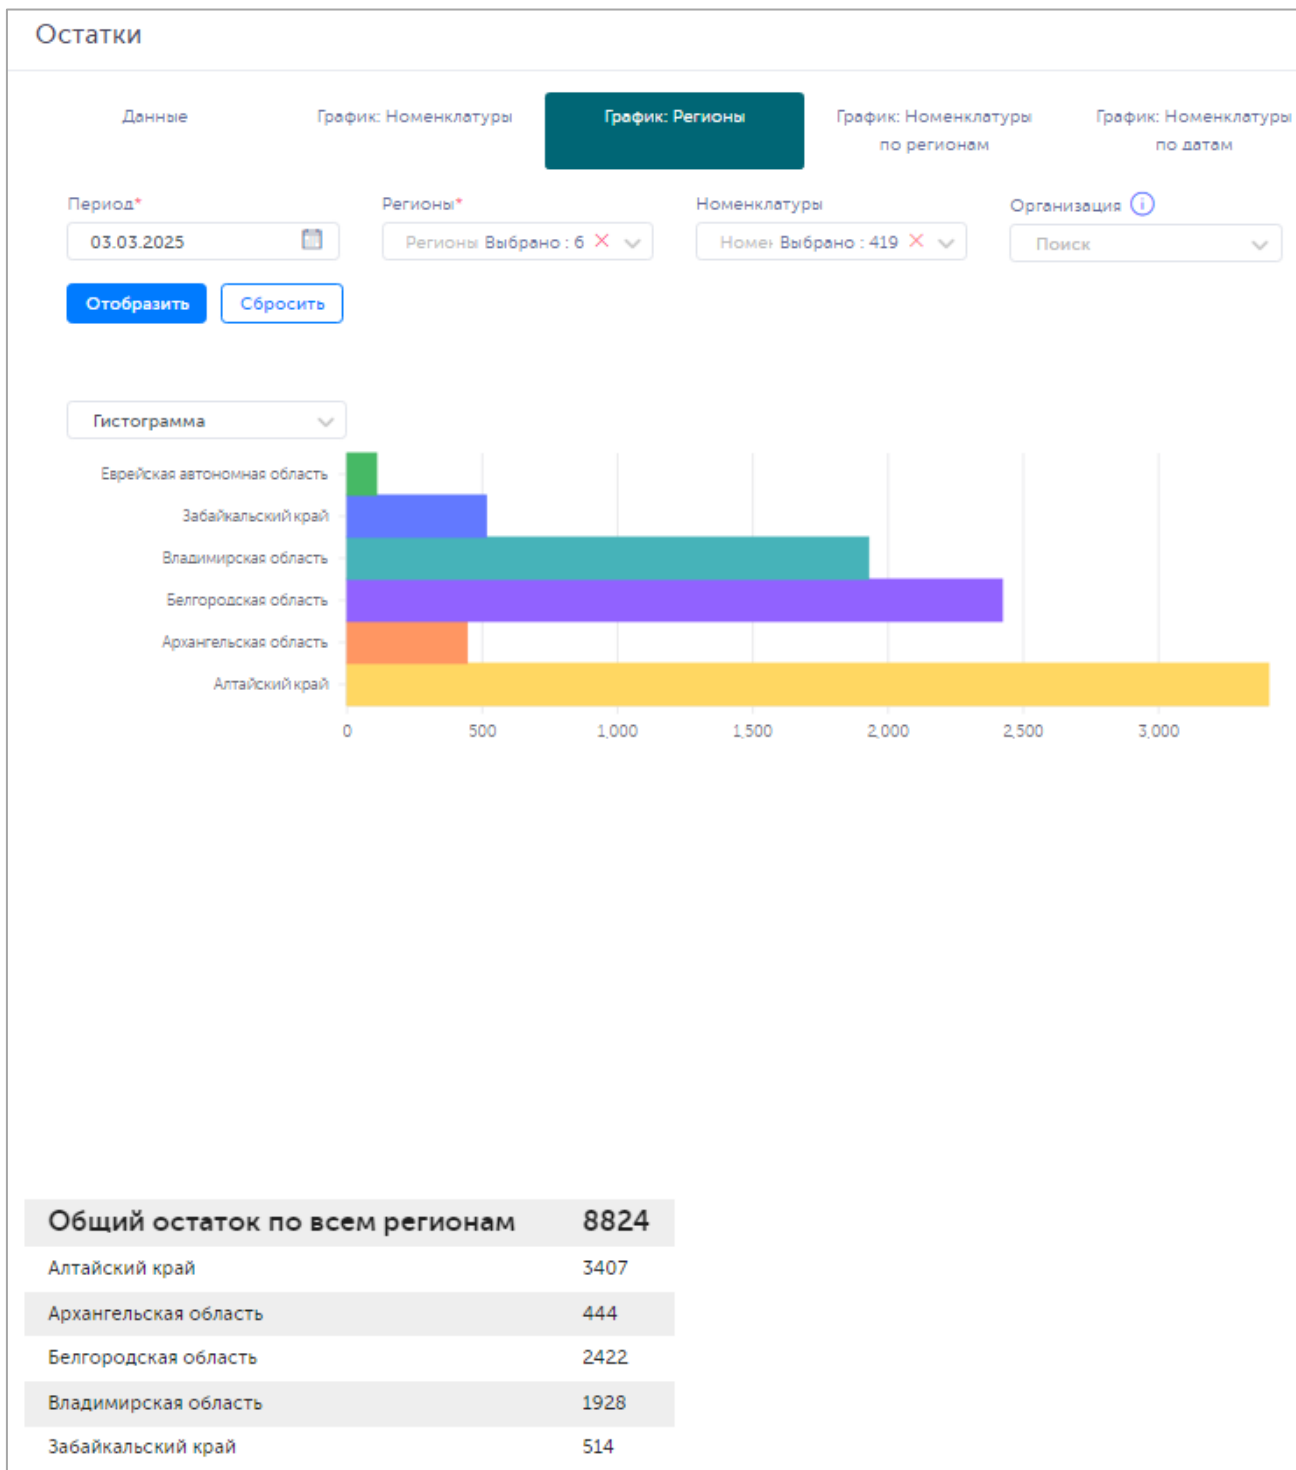 Остатки
Данные
График: Номенклатуры
График: Регионы
График: Номенклатуры
по регионам
График: Номенклатуры
по датам
Период*
Регионы*
Номенклатуры
Организация
03.03.2025
Регионы Выбрано : 6
Номен Выбрано : 419
Поиск
Отобразить
Сбросить
Гистограмма
Еврейская автономная область
Забайкальский край
Владимирская область
Белгородская область
Архангельская область
Алтайский край
0 500 1,000 1,500 2,000 2,500 3,000
Общий остаток по всем регионам 8824
Алтайский край 3407
Архангельская область 444
Белгородская область 2422
Владимирская область 1928
Забайкальский край 514